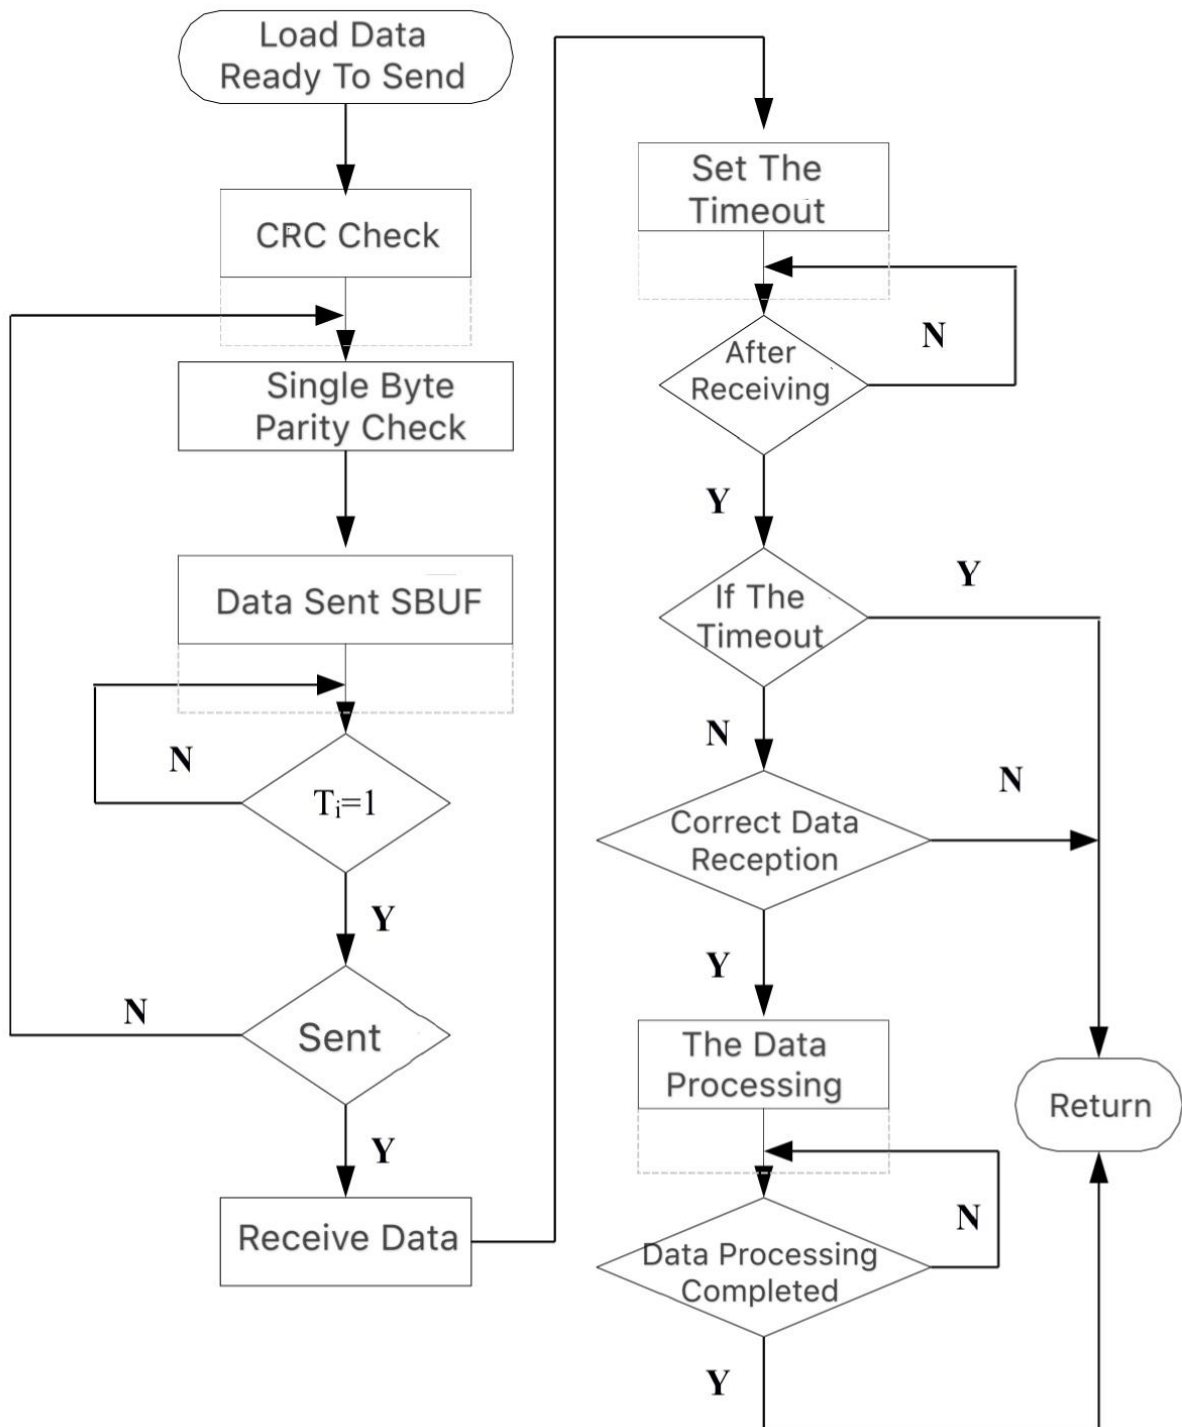 Load Data
Ready To Send
CRC Check
Single Byte
Parity Check
Data Sent SBUF
N
Tᵢ=1
Y
N
Sent
Y
Receive Data
Set The
Timeout
N
After
Receiving
Y
Y
If The
Timeout
N
N
Correct Data
Reception
Y
The Data
Processing
Return
N
Data Processing
Completed
Y